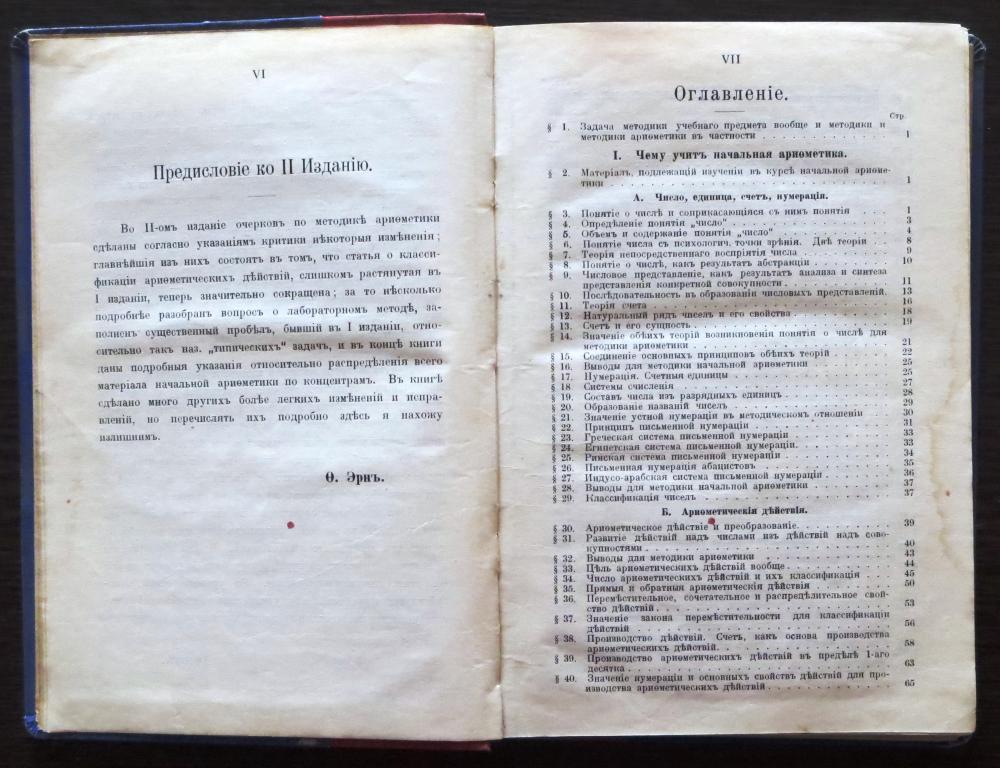 VI
Предисловіе ко II Изданію.
Во II-омъ изданіе очерковъ по методикѣ ариѳметики
сдѣланы согласно указаніямъ критики нѣкоторыя измѣненія;
главнѣйшія изъ нихъ состоятъ въ томъ, что статья о класси-
фикаціи ариѳметическихъ дѣйствій, слишкомъ растянутая въ
I изданіи, теперь значительно сокращена; за то нѣсколько
подробнѣе разобранъ вопросъ о лабораторномъ методѣ, за-
полненъ существенный пробѣлъ, бывшій въ I изданіи, отно-
сительно такъ наз. „типическихъ“ задачъ, и въ концѣ книги
даны подробныя указанія относительно распредѣленія всего
матеріала начальной ариѳметики по концентрамъ. Въ книгѣ
сдѣлано много другихъ болѣе легкихъ измѣненій и испра-
вленій, но перечислять ихъ подробно здѣсь я нахожу
излишнимъ.
Ѳ. Эрнъ.
VII
Оглавленіе.
Стр.
§ 1. Задача методики учебнаго предмета вообще и методики и
методики ариѳметики въ частности . . . . . . . . . . . . 1
I. Чему учитъ начальная ариѳметика.
§ 2. Матеріалъ, подлежащій изученіи въ курсѣ начальной ариѳме-
тики . . . . . . . . . . . . . . . . . . . . . . . . 1
А. Число, единица, счетъ, нумерація.
§ 3. Понятіе о числѣ и соприкасающіяся съ нимъ понятія . . . 1
§ 4. Опредѣленіе понятія „число“ . . . . . . . . . . . . . 3
§ 5. Объемъ и содержаніе понятія „число“ . . . . . . . . . . 4
§ 6. Понятіе числа съ психологич. точки зрѣнія. Двѣ теоріи . . 8
§ 7. Теорія непосредственнаго воспріятія числа . . . . . . . . 9
§ 8. Понятіе о числѣ, какъ результатъ абстракціи . . . . . . . 10
§ 9. Числовое представленіе, какъ результатъ анализа и синтеза
представленія конкретной совокупности . . . . . . . . . . 11
§ 10. Послѣдовательность въ образованіи числовыхъ представленій. 13
§ 11. Теорія счета . . . . . . . . . . . . . . . . . . . . . 16
§ 12. Натуральный рядъ чиселъ и его свойства . . . . . . . . 18
§ 13. Счетъ и его сущность . . . . . . . . . . . . . . . . . 19
§ 14. Значеніе обѣихъ теорій возникновенія понятія о числѣ для
методики ариѳметики . . . . . . . . . . . . . . . . . . 21
§ 15. Соединеніе основныхъ принциповъ обѣихъ теорій . . . . . 22
§ 16. Выводы для методики начальной ариѳметики . . . . . . . 25
§ 17. Нумерація. Счетныя единицы . . . . . . . . . . . . . . 25
§ 18 Системы счисленія . . . . . . . . . . . . . . . . . . . 27
§ 19. Составъ числа изъ разрядныхъ единицъ . . . . . . . . . 28
§ 20. Образованіе названій чиселъ . . . . . . . . . . . . . . 29
§ 21. Значеніе устной нумераціи въ методическомъ отношеніи . . 30
§ 22. Принципъ письменной нумераціи . . . . . . . . . . . . . 31
§ 23. Греческая система письменной нумераціи . . . . . . . . . 33
§ 24. Египетская система письменной нумераціи. . . . . . . . . 33
§ 25. Римская система письменной нумераціи . . . . . . . . . . 34
§ 26. Письменная нумерація абацистовъ . . . . . . . . . . . . 35
§ 27. Индусо-арабская система письменной нумераціи . . . . . . 36
§ 28. Выводы для методики начальной ариѳметики . . . . . . . 37
§ 29. Классификація чиселъ . . . . . . . . . . . . . . . . . 37
Б. Ариѳметическія дѣйствія.
§ 30. Ариѳметическое дѣйствіе и преобразованіе. . . . . . . . . 39
§ 31. Развитіе дѣйствій надъ числами изъ дѣйствій надъ сово-
купностями . . . . . . . . . . . . . . . . . . . . . . 40
§ 32. Выводы для методики ариѳметики . . . . . . . . . . . . 43
§ 33. Цѣль ариѳметическихъ дѣйствій вообще . . . . . . . . . 44
§ 34. Число ариѳметическихъ дѣйствій и ихъ классификація . . . 45
§ 35. Прямыя и обратныя ариѳметическія дѣйствія . . . . . . . 50
§ 36. Перемѣстительное, сочетательное и распредѣлительное свой-
ство дѣйствій . . . . . . . . . . . . . . . . . . . . . 53
§ 37. Значеніе закона перемѣстительности для классификаціи
дѣйствій . . . . . . . . . . . . . . . . . . . . . . . 56
§ 38. Производство дѣйствій. Счетъ, какъ основа производства
ариѳметическихъ дѣйствій. . . . . . . . . . . . . . . . 58
§ 39. Производство ариѳметическихъ дѣйствій въ предѣлѣ 1-аго
десятка . . . . . . . . . . . . . . . . . . . . . . . . 63
§ 40. Значеніе нумераціи и основныхъ свойствъ дѣйствій для про-
изводства ариѳметическихъ дѣйствій . . . . . . . . . . . 65